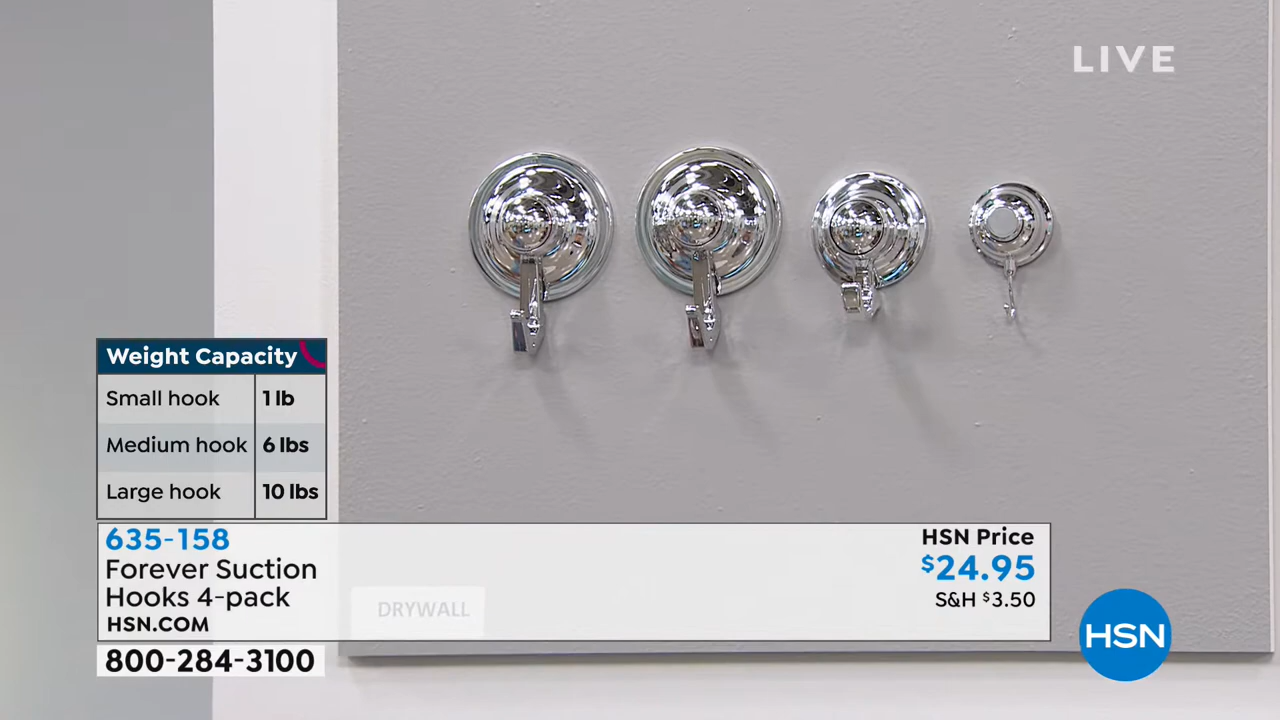 LIVE
Weight Capacity
Small hook 1 lb
Medium hook 6 lbs
Large hook 10 lbs
635-158
Forever Suction
Hooks 4-pack
HSN.COM
800-284-3100
DRYWALL
HSN Price
$24.95
S&H $3.50
HSN